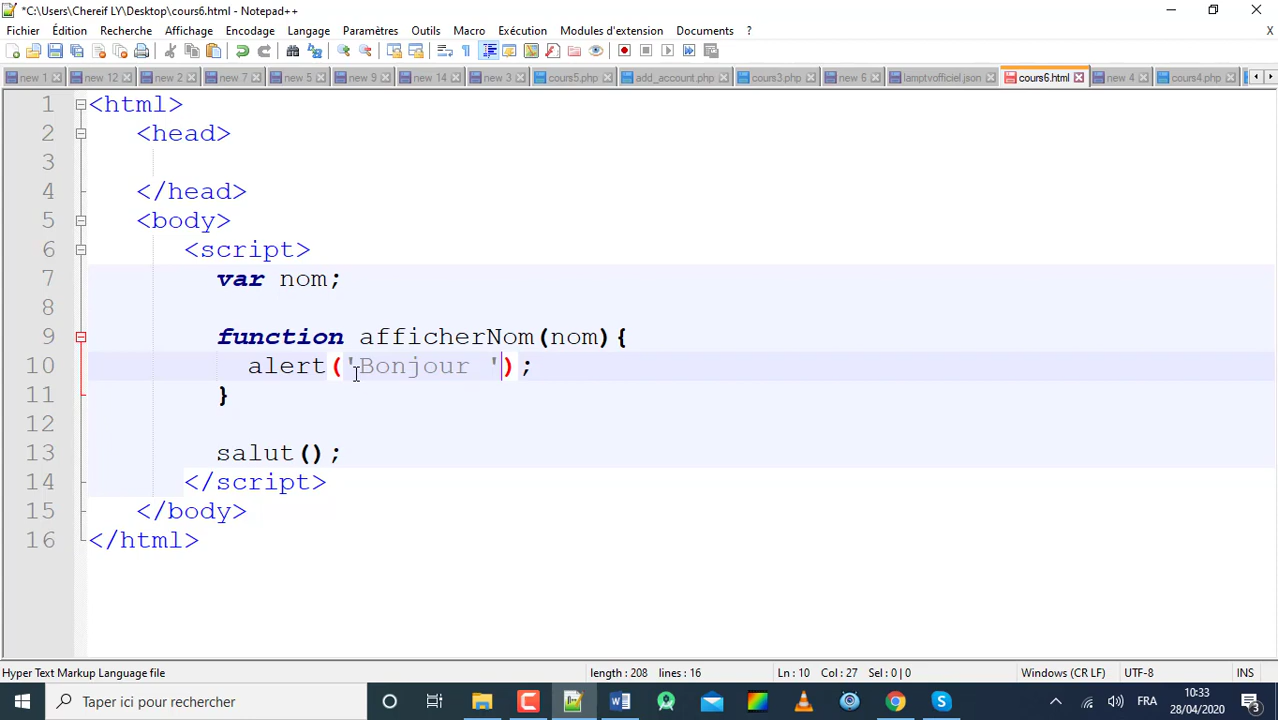 *C:\Users\Chereif LY\Desktop\cours6.html - Notepad++
Fichier Édition Recherche Affichage Encodage Langage Paramètres Outils Macro Exécution Modules d'extension Documents ? X
new 1 new 12 new 2 new 7 new 5 new 9 new 14 new 3 cours5.php add_account.php cours3.php new 6 lamptvofficiel.json cours6.html new 4 cours4.php
1 <html>
2 <head>
3
4 </head>
5 <body>
6 <script>
7 var nom;
8
9 function afficherNom(nom){
10 alert('Bonjour ');
11 }
12
13 salut();
14 </script>
15 </body>
16 </html>
Hyper Text Markup Language file length : 208 lines : 16 Ln : 10 Col : 27 Sel : 0 | 0 Windows (CR LF) UTF-8 INS
Taper ici pour rechercher FRA 10:33
28/04/2020 3